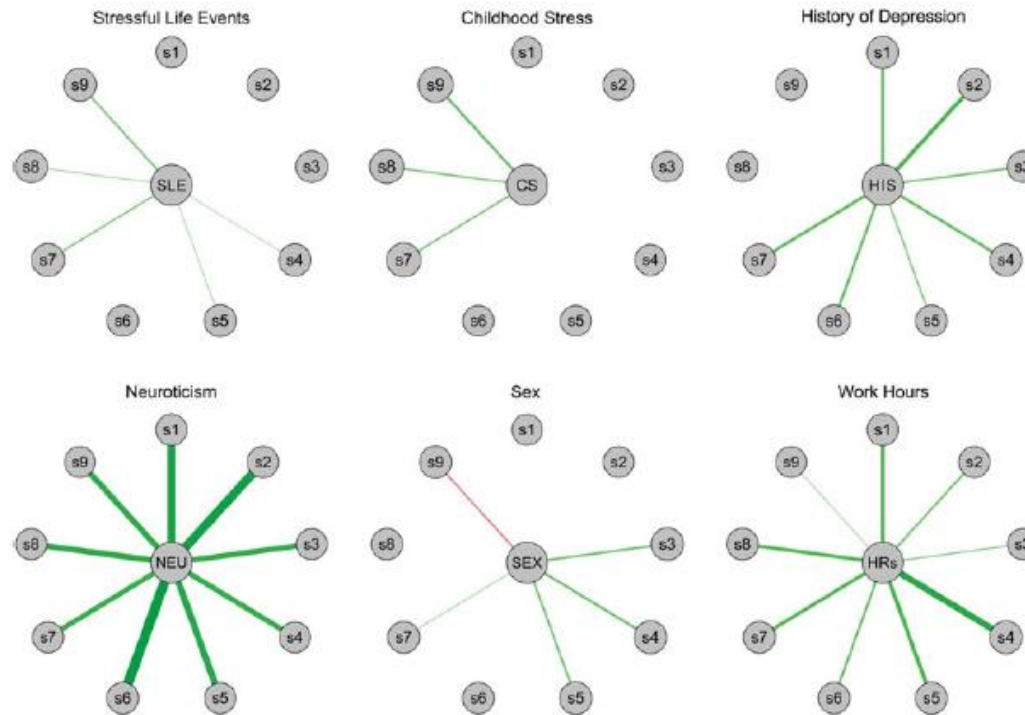 Stressful Life Events
s1
s2
s3
s4
s5
s6
s7
s8
s9
SLE
Childhood Stress
s1
s2
s3
s4
s5
s6
s7
s8
s9
CS
History of Depression
s1
s2
s3
s4
s5
s6
s7
s8
s9
HIS
Neuroticism
s1
s2
s3
s4
s5
s6
s7
s8
s9
NEU
Sex
s1
s2
s3
s4
s5
s6
s7
s8
s9
SEX
Work Hours
s1
s2
s3
s4
s5
s6
s7
s8
s9
HRs